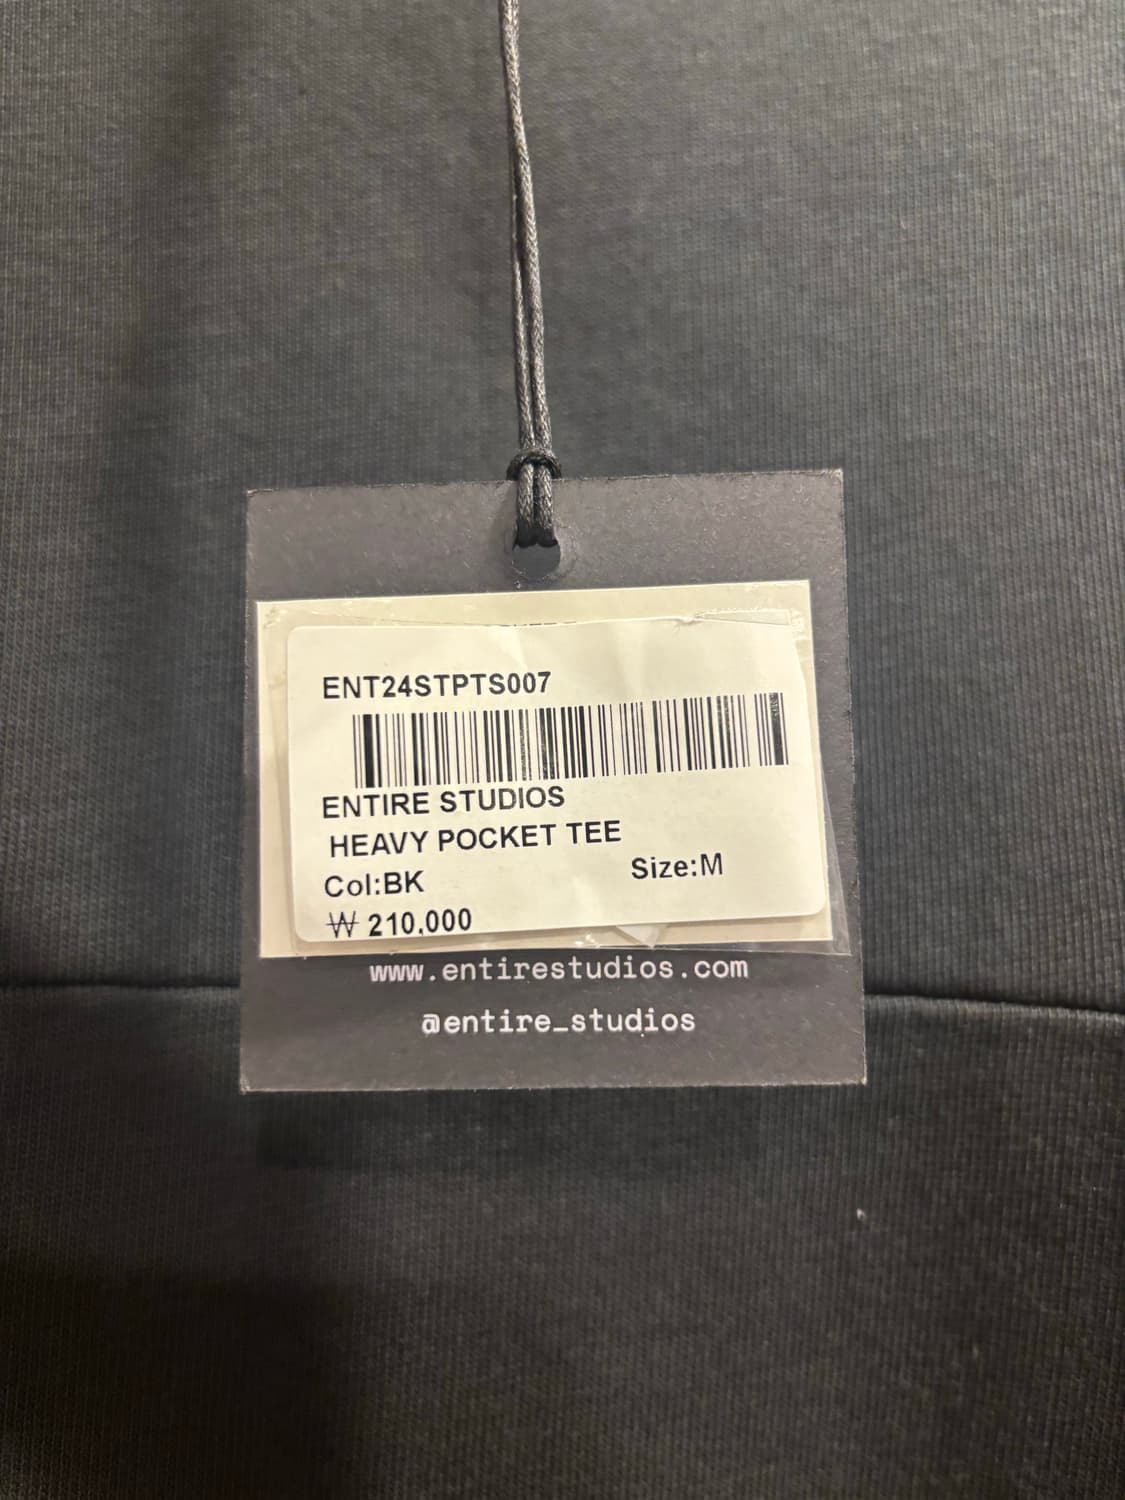 ENT24STPTS007
ENTIRE STUDIOS
HEAVY POCKET TEE
Col:BK Size:M
₩ 210,000
www.entirestudios.com
@entire_studios